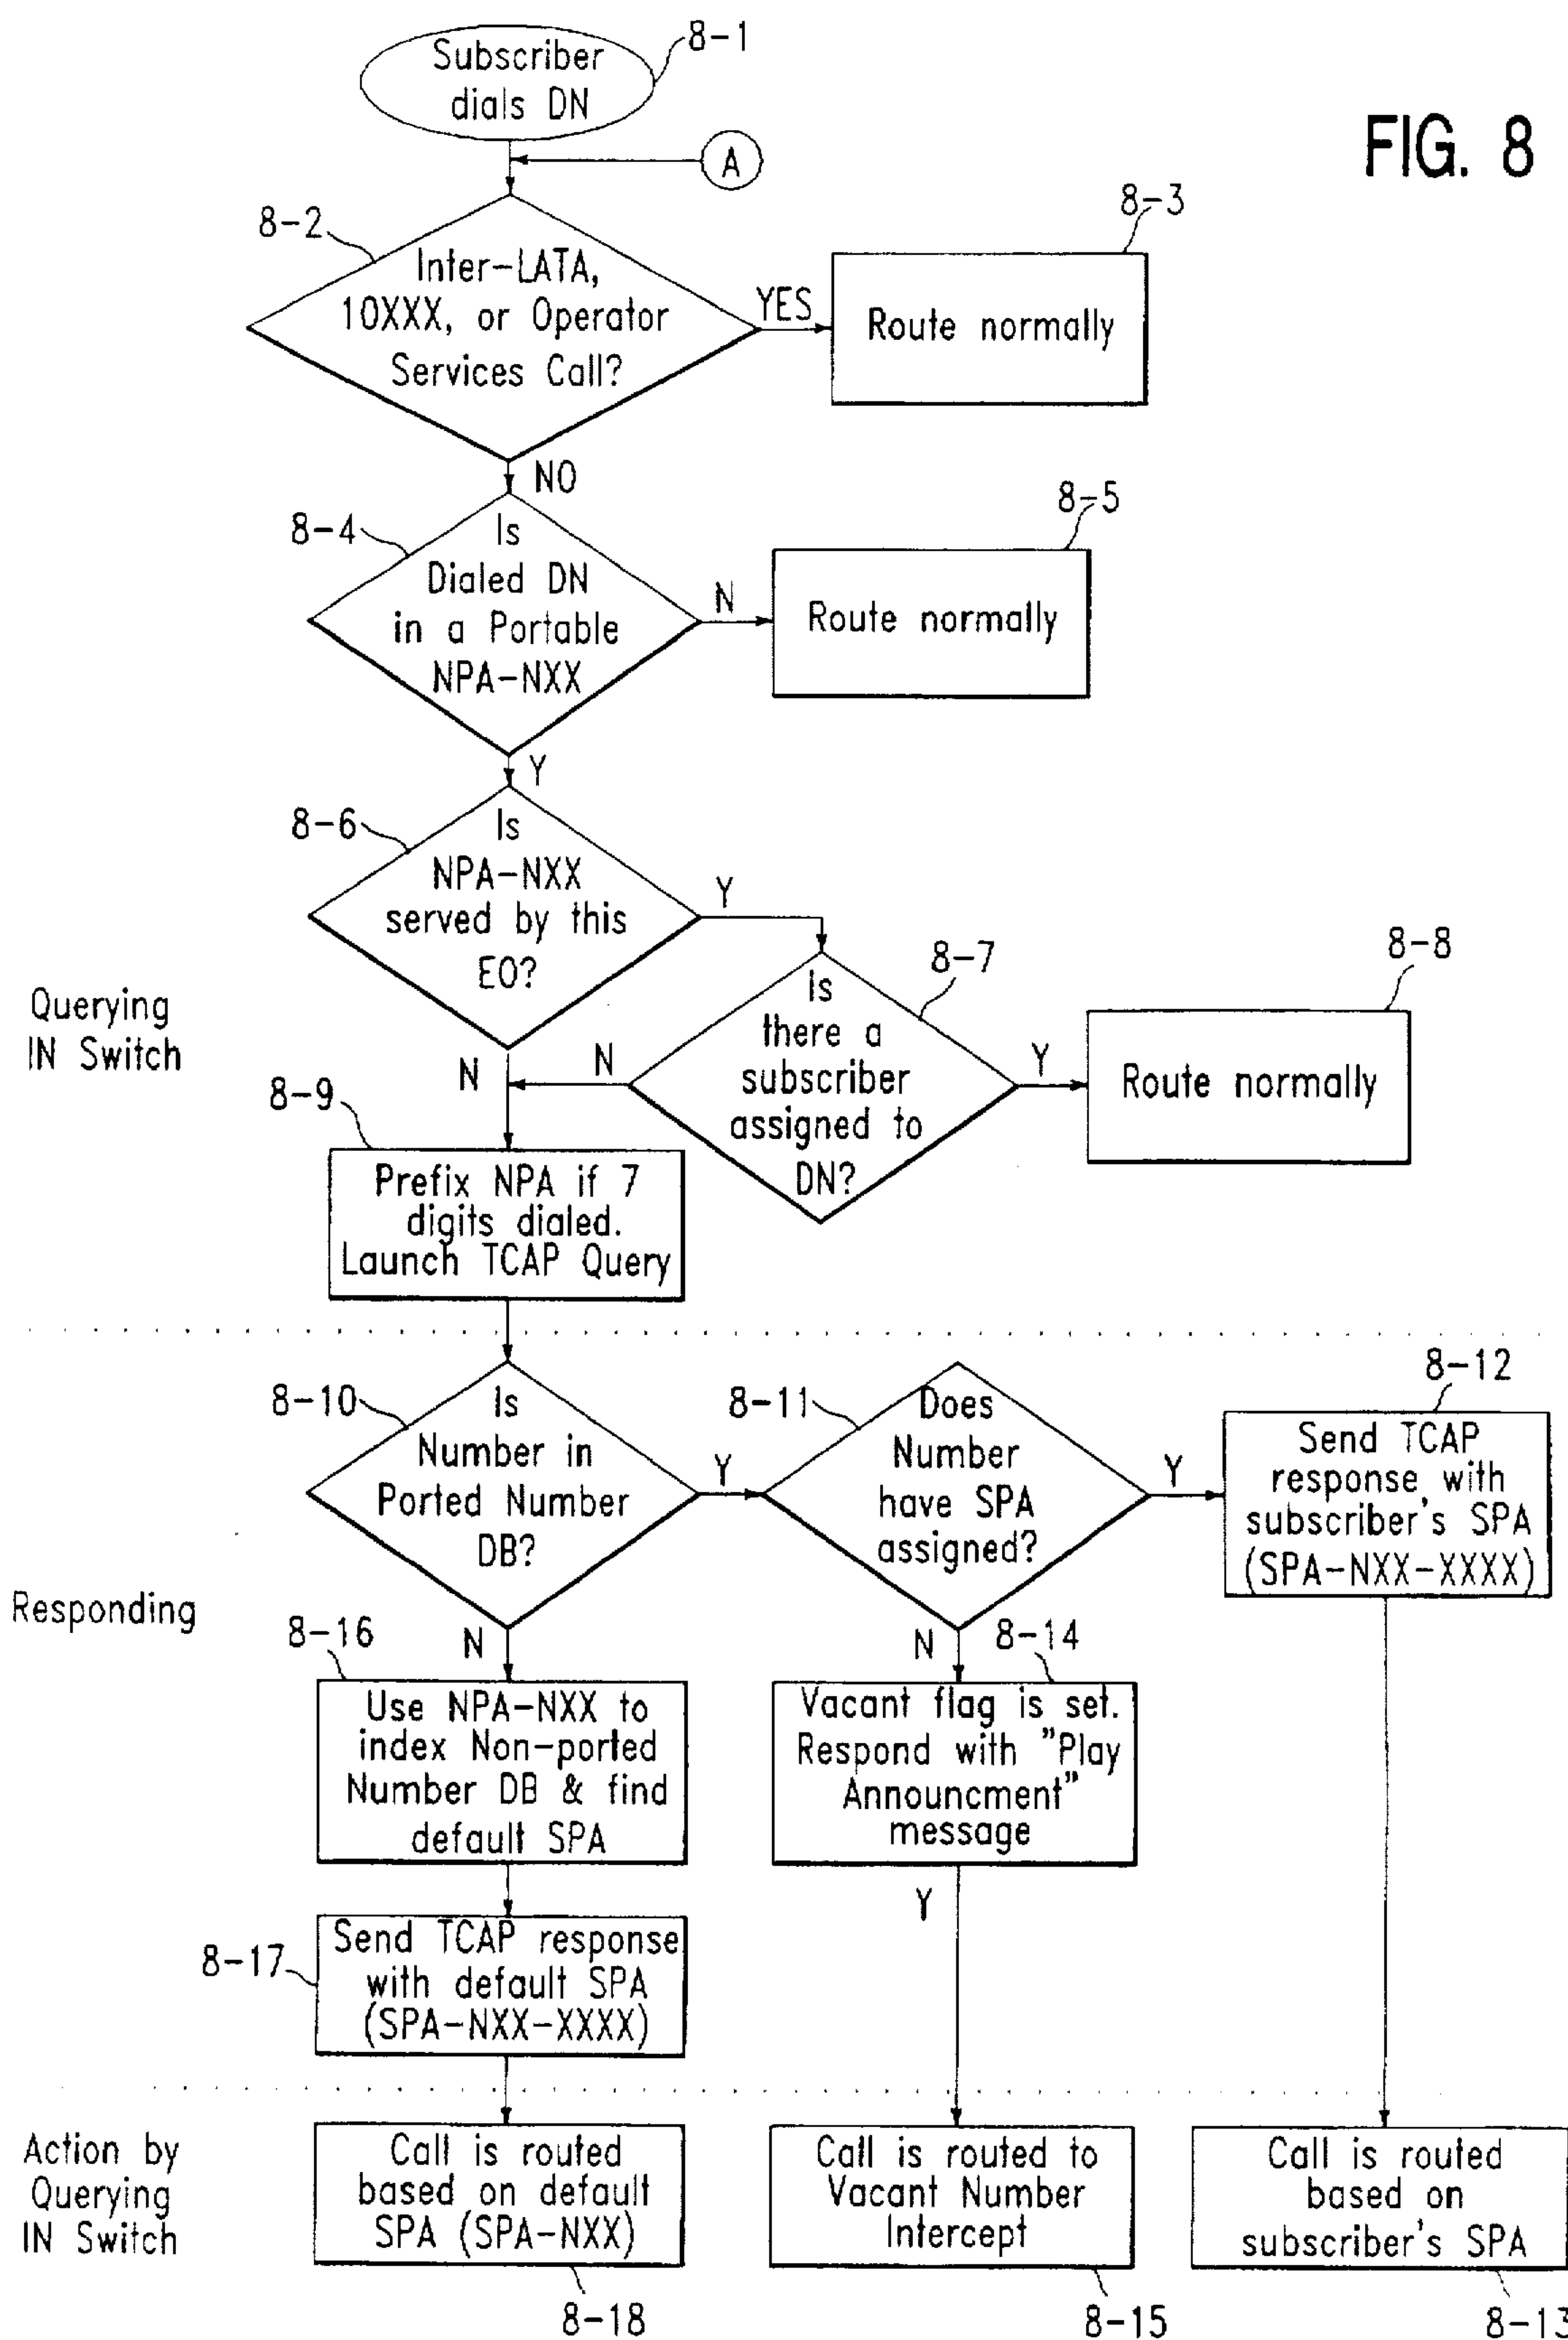 8-1
Subscriber
dials DN
FIG. 8
A
8-2
8-3
Inter-LATA,
10XXX, or Operator
Services Call?
YES
Route normally
NO
8-4
8-5
Is
Dialed DN
in a Portable
NPA-NXX
N
Route normally
Y
8-6
Is
NPA-NXX
served by this
EO?
Y
8-7
8-8
Querying
IN Switch
Is
there a
subscriber
assigned to
DN?
N
N
Y
Route normally
8-9
Prefix NPA if 7
digits dialed.
Launch TCAP Query
8-10
Is
Number in
Ported Number
DB?
Y
8-11
Does
Number
have SPA
assigned?
Y
8-12
Send TCAP
response with
subscriber's SPA
(SPA-NXX-XXXX)
Responding
8-16
N
N
8-14
Use NPA-NXX to
index Non-ported
Number DB & find
default SPA
Vacant flag is set.
Respond with "Play
Announcment"
message
Y
8-17
Send TCAP response
with default SPA
(SPA-NXX-XXXX)
Action by
Querying
IN Switch
Call is routed
based on default
SPA (SPA-NXX)
Call is routed to
Vacant Number
Intercept
Call is routed
based on
subscriber's SPA
8-18
8-15
8-13